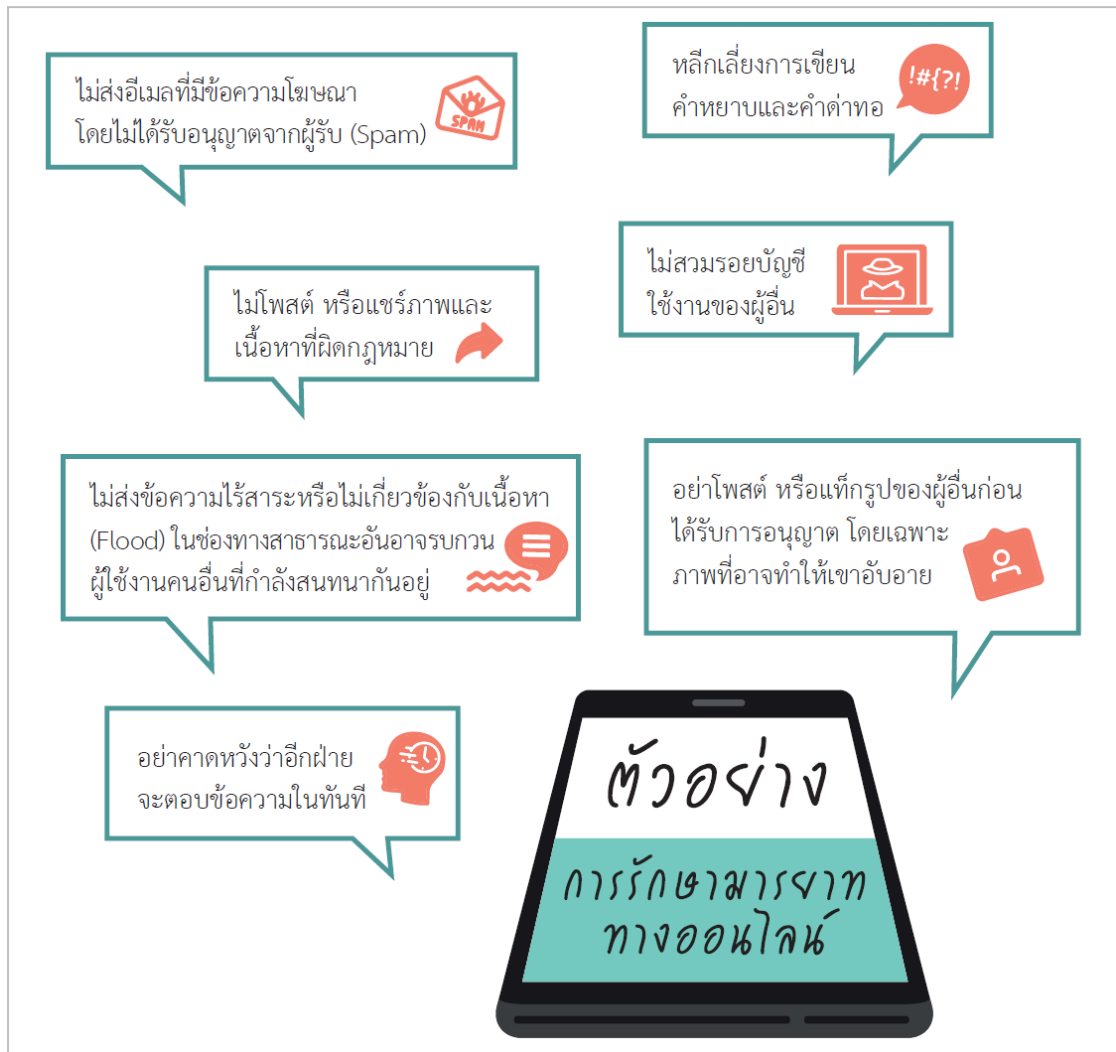 ไม่ส่งอีเมลที่มีข้อความโฆษณา
โดยไม่ได้รับอนุญาตจากผู้รับ (Spam)
SPAM
หลีกเลี่ยงการเขียน
คำหยาบและคำด่าทอ
!#{?!
ไม่สวมรอยบัญชี
ใช้งานของผู้อื่น
ไม่โพสต์ หรือแชร์ภาพและ
เนื้อหาที่ผิดกฎหมาย
ไม่ส่งข้อความไร้สาระหรือไม่เกี่ยวข้องกับเนื้อหา
(Flood) ในช่องทางสาธารณะอันอาจรบกวน
ผู้ใช้งานคนอื่นที่กำลังสนทนากันอยู่
อย่าโพสต์ หรือแท็กรูปของผู้อื่นก่อน
ได้รับการอนุญาต โดยเฉพาะ
ภาพที่อาจทำให้เขาอับอาย
อย่าคาดหวังว่าอีกฝ่าย
จะตอบข้อความในทันที
ตัวอย่าง
การรักษามารยาท
ทางออนไลน์